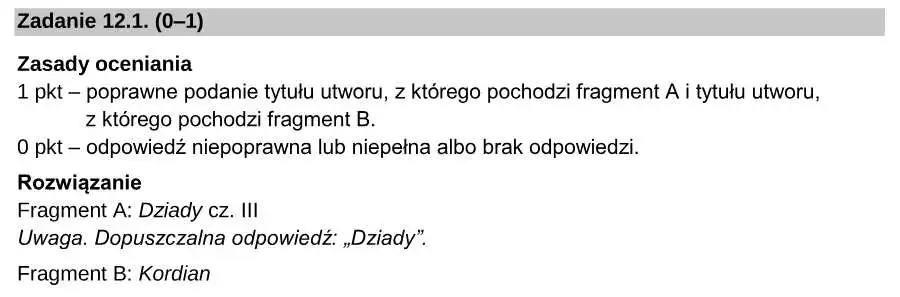 Zadanie 12.1. (0–1)
Zasady oceniania
1 pkt – poprawne podanie tytułu utworu, z którego pochodzi fragment A i tytułu utworu,
z którego pochodzi fragment B.
0 pkt – odpowiedź niepoprawna lub niepełna albo brak odpowiedzi.
Rozwiązanie
Fragment A: Dziady cz. III
Uwaga. Dopuszczalna odpowiedź: „Dziady”.
Fragment B: Kordian